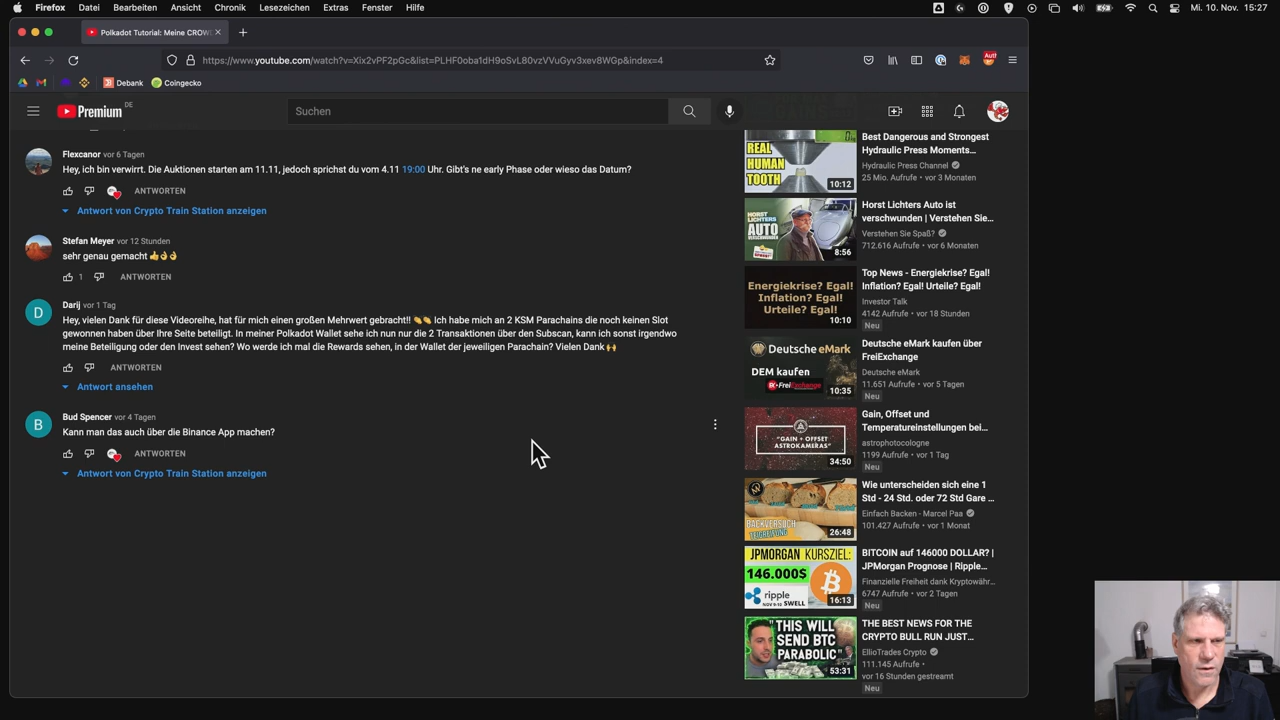 Firefox Datei Bearbeiten Ansicht Chronik Lesezeichen Extras Fenster Hilfe Mi. 10. Nov. 15:27
Polkadot Tutorial: Meine CROW
https://www.youtube.com/watch?v=Xix2vPF2pGc&list=PLHF0oba1dH9oSvL80vzVVuGyv3xev8WGp&index=4
Debank Coingecko
Premium DE
Suchen
Flexcanor vor 6 Tagen
Hey, ich bin verwirrt. Die Auktionen starten am 11.11, jedoch sprichst du vom 4.11 19:00 Uhr. Gibt's ne early Phase oder wieso das Datum?
ANTWORTEN
Antwort von Crypto Train Station anzeigen
Stefan Meyer vor 12 Stunden
sehr genau gemacht 👍👌👌
1 ANTWORTEN
D
Darij vor 1 Tag
Hey, vielen Dank für diese Videoreihe, hat für mich einen großen Mehrwert gebracht!! 👏👏 Ich habe mich an 2 KSM Parachains die noch keinen Slot
gewonnen haben über Ihre Seite beteiligt. In meiner Polkadot Wallet sehe ich nun nur die 2 Transaktionen über den Subscan, kann ich sonst irgendwo
meine Beteiligung oder den Invest sehen? Wo werde ich mal die Rewards sehen, in der Wallet der jeweiligen Parachain? Vielen Dank 🙌
ANTWORTEN
Antwort ansehen
B
Bud Spencer vor 4 Tagen
Kann man das auch über die Binance App machen?
ANTWORTEN
Antwort von Crypto Train Station anzeigen
REAL
HUMAN
TOOTH
10:12
Best Dangerous and Strongest
Hydraulic Press Moments...
Hydraulic Press Channel
25 Mio. Aufrufe • vor 3 Monaten
HORST
LICHTERS
AUTO
VERSCHWUNDEN
8:56
Horst Lichters Auto ist
verschwunden | Verstehen Sie...
Verstehen Sie Spaß?
712.616 Aufrufe • vor 6 Monaten
Energiekrise? Egal!
Inflation? Egal!
Urteile? Egal!
10:10
Top News - Energiekrise? Egal!
Inflation? Egal! Urteile? Egal!
Investor Talk
4142 Aufrufe • vor 18 Stunden
Neu
Deutsche eMark
DEM kaufen
FreiExchange
10:35
Deutsche eMark kaufen über
FreiExchange
Deutsche eMark
11.651 Aufrufe • vor 5 Tagen
Neu
"GAIN + OFFSET
ASTROKAMERAS"
34:50
Gain, Offset und
Temperatureinstellungen bei...
astrophotocologne
1199 Aufrufe • vor 1 Tag
Neu
BACKVERSUCH
TEIGREIFUNG
26:48
Wie unterscheiden sich eine 1
Std - 24 Std. oder 72 Std Gare ...
Einfach Backen - Marcel Paa
101.427 Aufrufe • vor 1 Monat
JPMORGAN KURSZIEL:
146.000$
ripple
NOV 9-10 SWELL
16:13
BITCOIN auf 146000 DOLLAR? |
JPMorgan Prognose | Ripple...
Finanzielle Freiheit dank Kryptowähr...
6747 Aufrufe • vor 2 Tagen
Neu
"THIS WILL
SEND BTC
PARABOLIC"
53:31
THE BEST NEWS FOR THE
CRYPTO BULL RUN JUST...
EllioTrades Crypto
111.145 Aufrufe •
vor 16 Stunden gestreamt
Neu